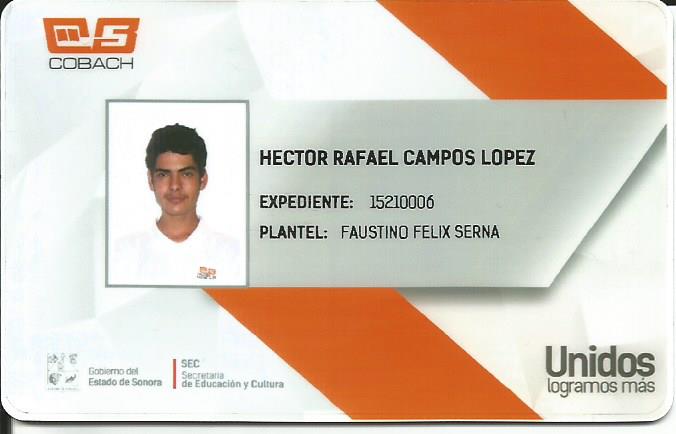 COBACH
HECTOR RAFAEL CAMPOS LOPEZ
EXPEDIENTE: 15210006
PLANTEL: FAUSTINO FELIX SERNA
Gobierno del
Estado de Sonora
SEC
Secretaría
de Educación y Cultura
Unidos
logramos más